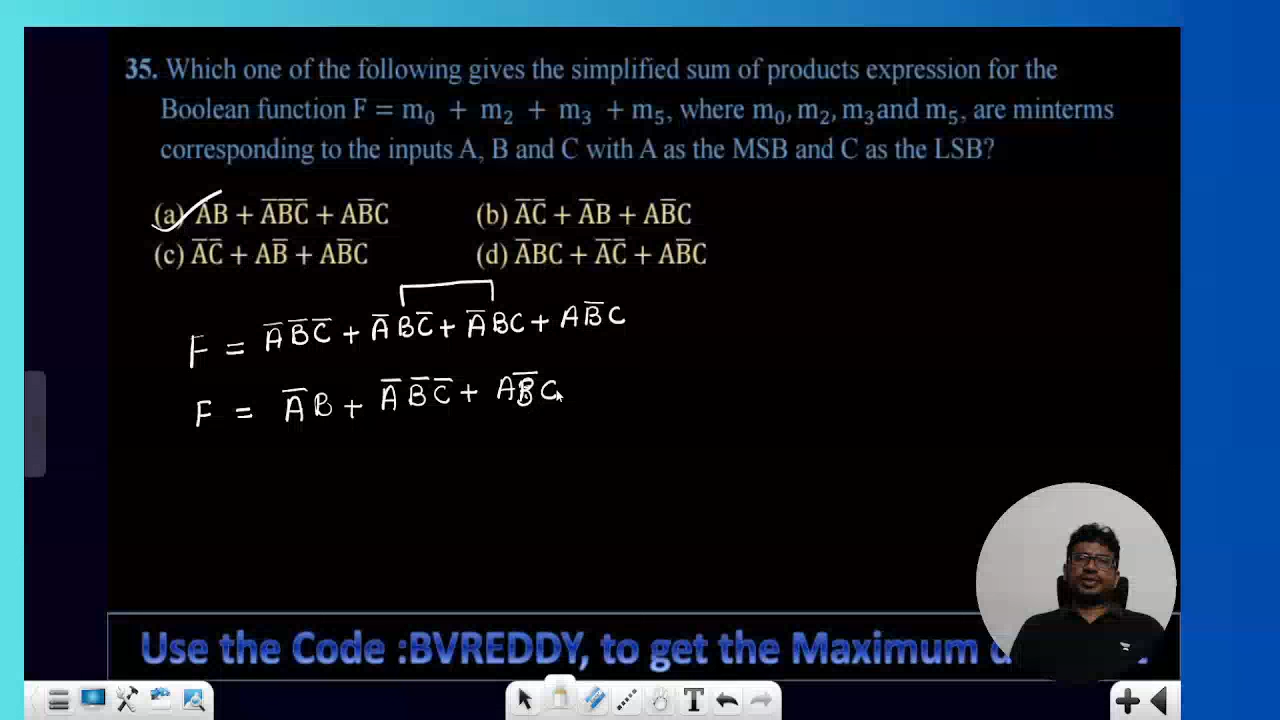 35. Which one of the following gives the simplified sum of products expression for the
Boolean function F = m₀ + m₂ + m₃ + m₅, where m₀, m₂, m₃and m₅, are minterms
corresponding to the inputs A, B and C with A as the MSB and C as the LSB?
(a) A̅B + A̅B̅C̅ + AB̅C (b) A̅C̅ + A̅B + AB̅C
(c) A̅C̅ + AB̅ + AB̅C (d) A̅BC + A̅C̅ + AB̅C
F = A̅B̅C̅ + A̅BC̅ + A̅BC + AB̅C
F = A̅B + A̅B̅C̅ + AB̅C
Use the Code :BVREDDY, to get the Maximum
T